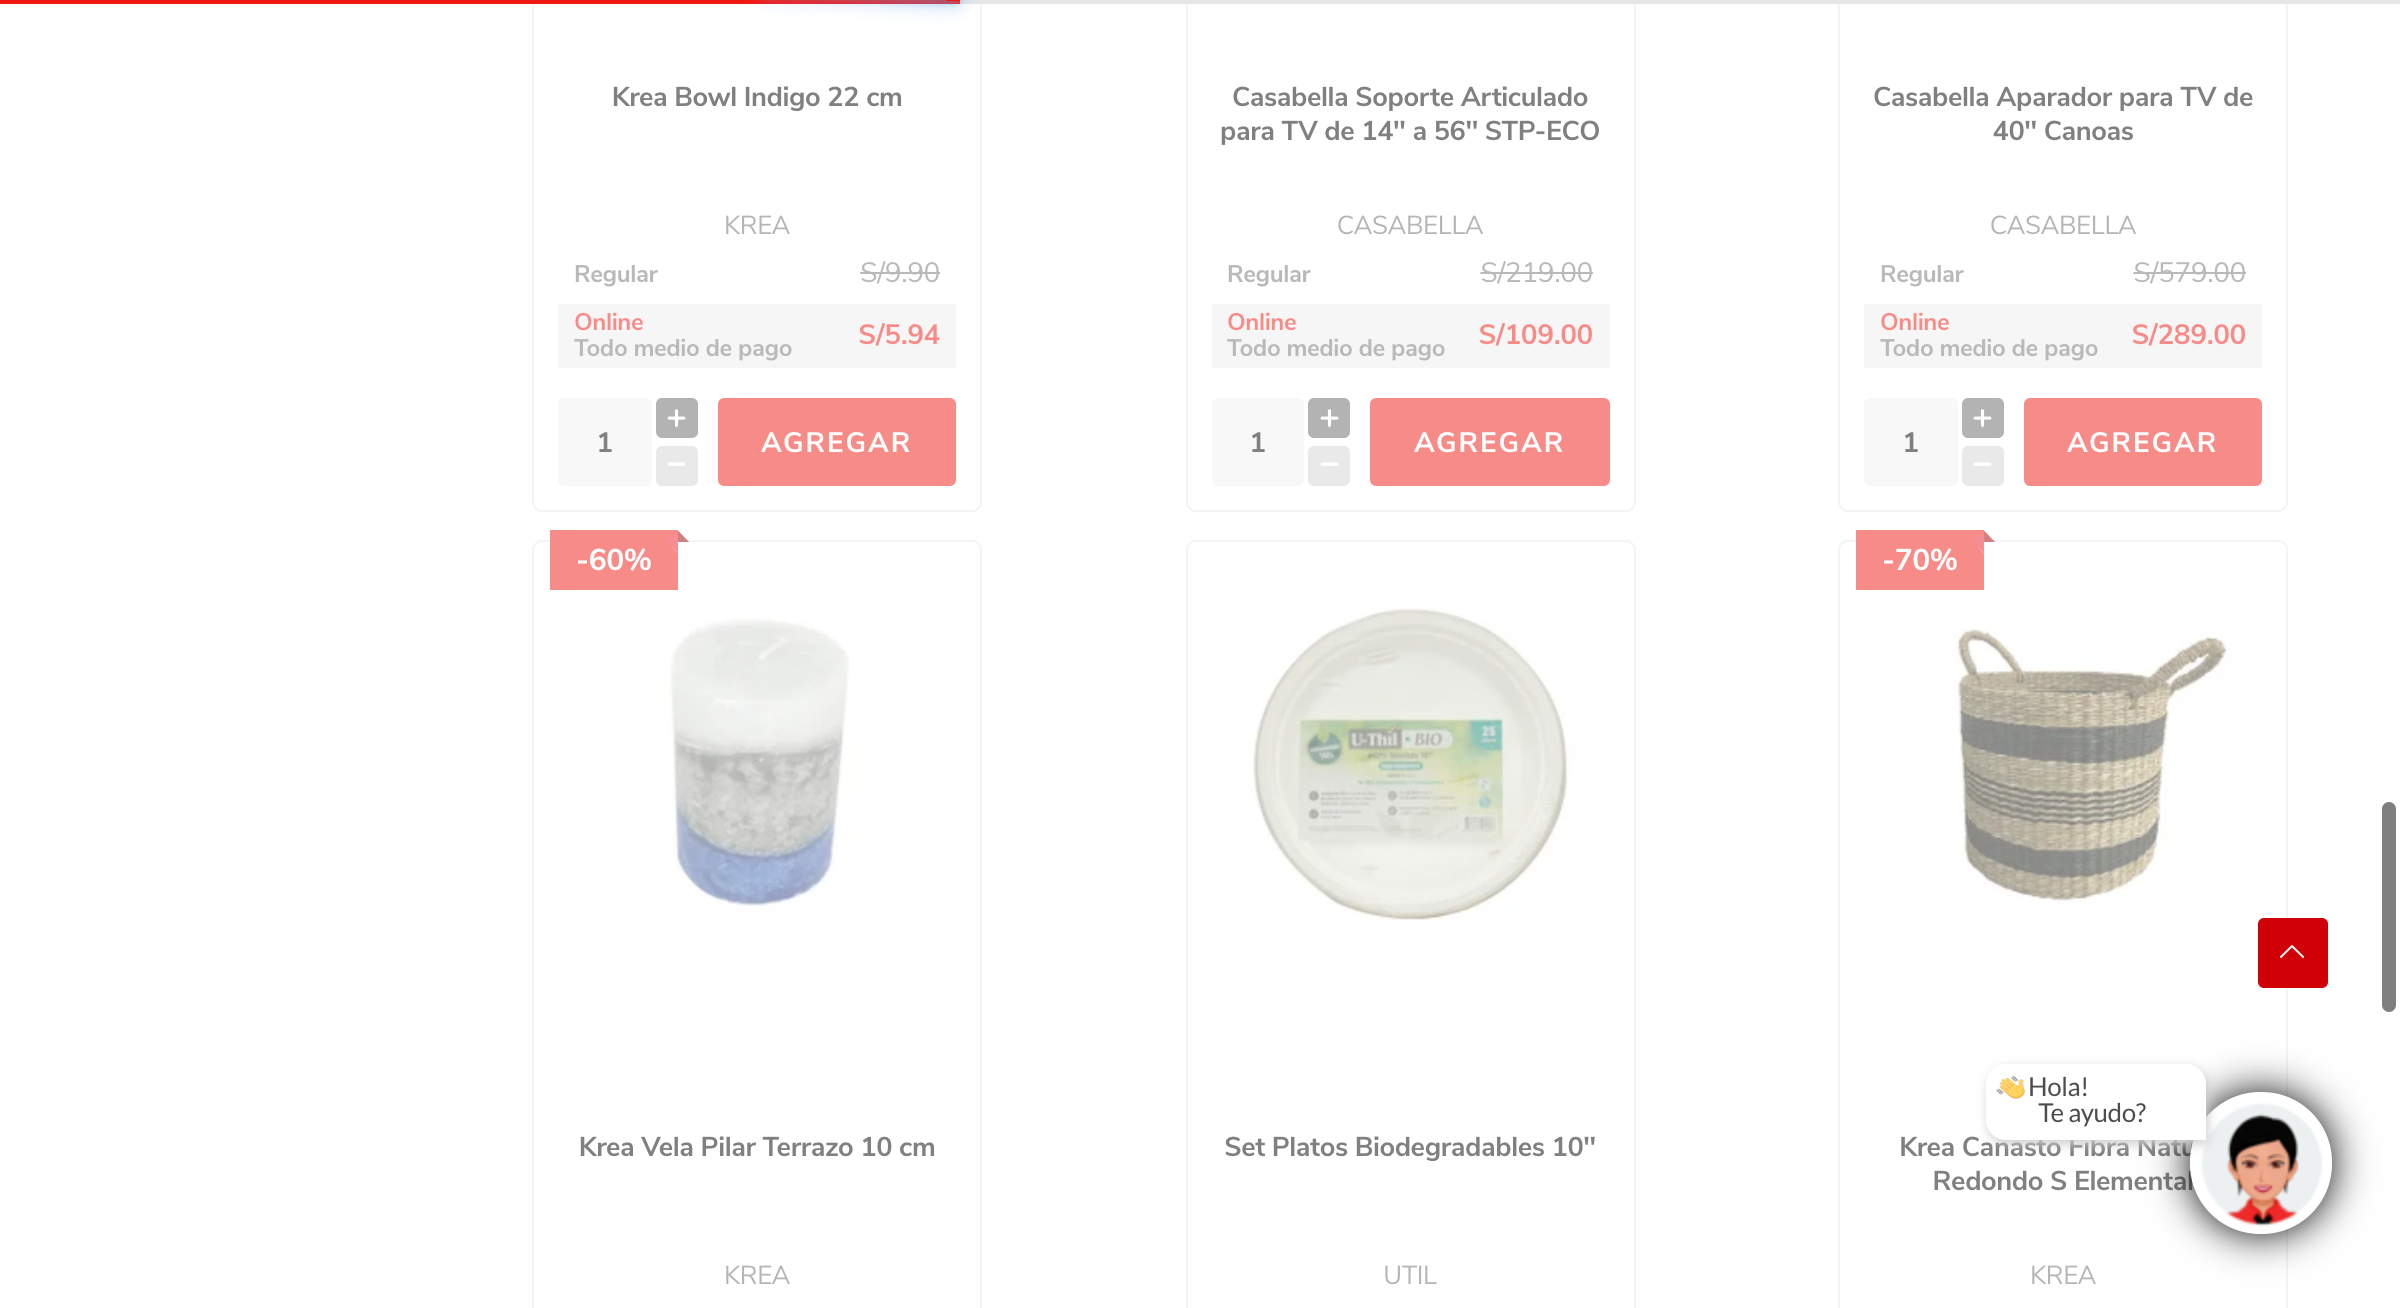 Krea Bowl Indigo 22 cm
KREA
Regular S/9.90
Online
Todo medio de pago
S/5.94
1
+
−
AGREGAR
Casabella Soporte Articulado
para TV de 14" a 56" STP-ECO
CASABELLA
Regular S/219.00
Online
Todo medio de pago
S/109.00
1
+
−
AGREGAR
Casabella Aparador para TV de
40" Canoas
CASABELLA
Regular S/579.00
Online
Todo medio de pago
S/289.00
1
+
−
AGREGAR
-60%
Krea Vela Pilar Terrazo 10 cm
KREA
U-Thil • BIO
25
Set Platos Biodegradables 10"
UTIL
-70%
Krea Canasto Fibra Natu
Redondo S Elemental
KREA
👋Hola!
Te ayudo?